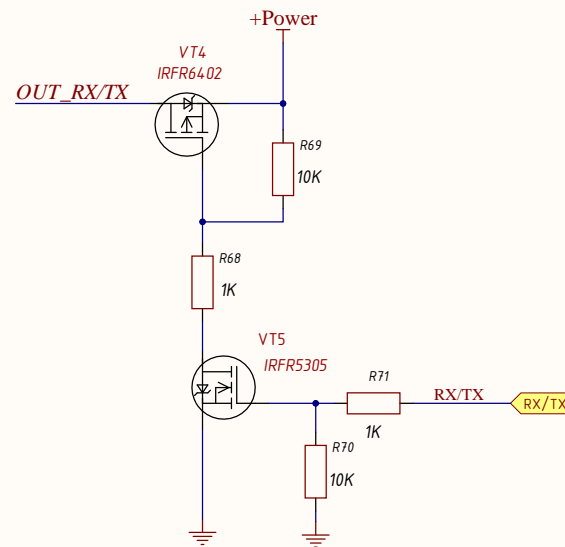 +Power
VT4
IRFR6402
OUT_RX/TX
R69
10K
R68
1K
VT5
IRFR5305
R71
RX/TX
RX/TX
1K
R70
10K